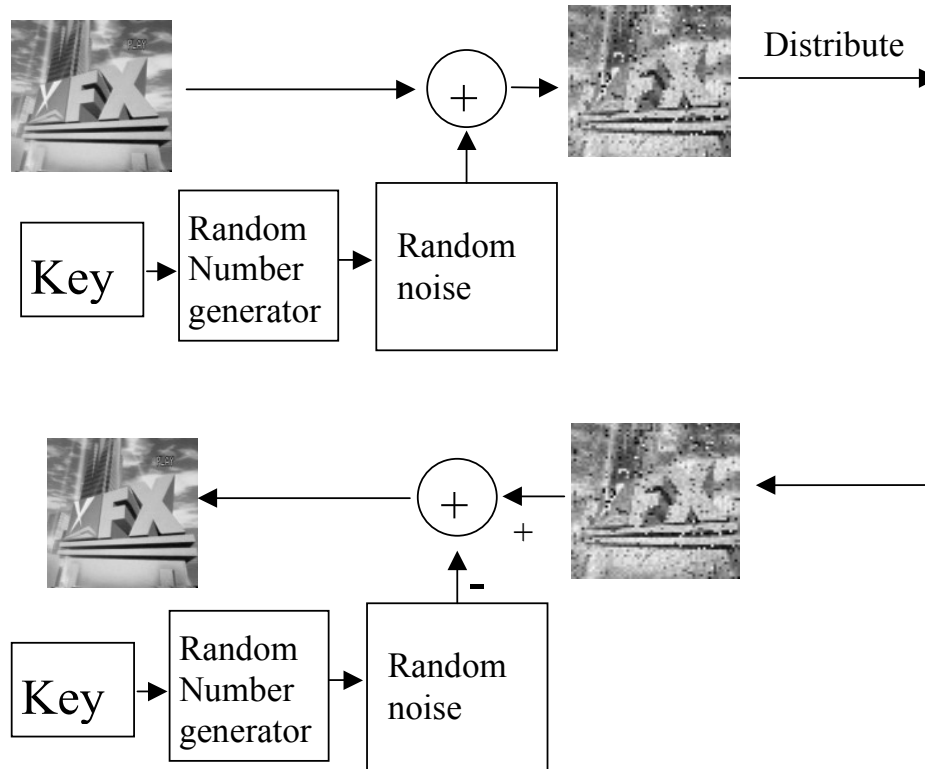 PLAY
FX
+
Distribute
Key
Random
Number
generator
Random
noise
PLAY
FX
+
+
-
Key
Random
Number
generator
Random
noise